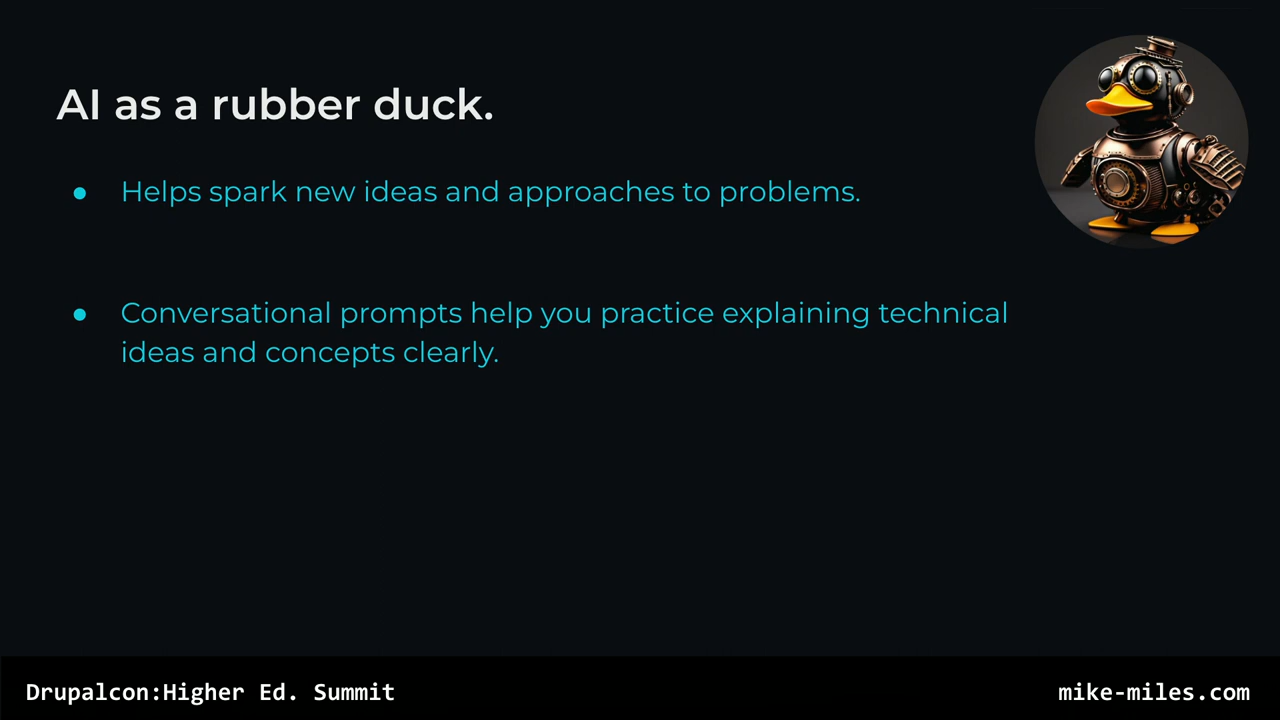 AI as a rubber duck.
● Helps spark new ideas and approaches to problems.
● Conversational prompts help you practice explaining technical
ideas and concepts clearly.
Drupalcon:Higher Ed. Summit
mike-miles.com